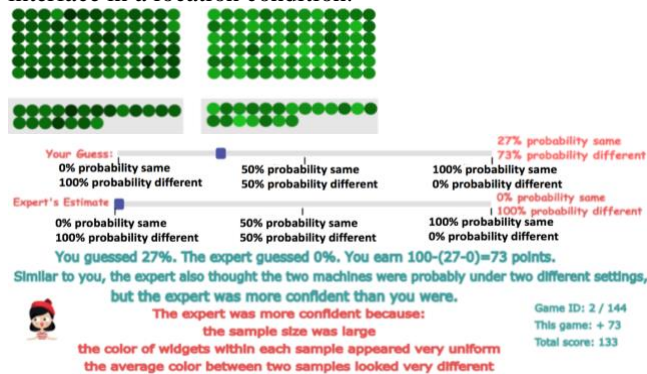 interface in a rotation condition.
27% probability same
Your Guess: 73% probability different
0% probability same 50% probability same 100% probability same
100% probability different 50% probability different 0% probability different
Expert's Estimate 0% probability same
100% probability different
0% probability same 50% probability same 100% probability same
100% probability different 50% probability different 0% probability different
You guessed 27%. The expert guessed 0%. You earn 100-(27-0)=73 points.
Similar to you, the expert also thought the two machines were probably under two different settings,
but the expert was more confident than you were.
The expert was more confident because:
the sample size was large
the color of widgets within each sample appeared very uniform
the average color between two samples looked very different
Game ID: 2 / 144
This game: + 73
Total score: 133